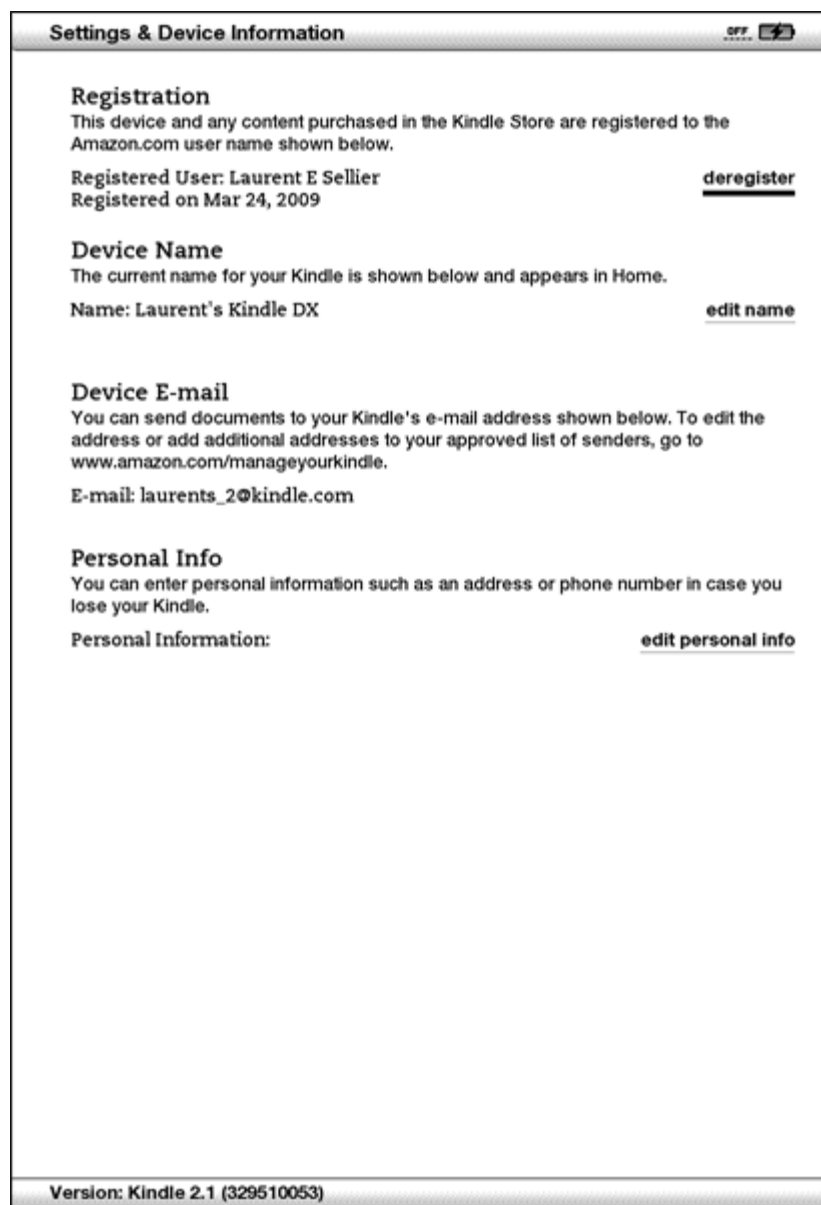 Settings & Device Information OFF
Registration
This device and any content purchased in the Kindle Store are registered to the
Amazon.com user name shown below.
Registered User: Laurent E Sellier deregister
Registered on Mar 24, 2009
Device Name
The current name for your Kindle is shown below and appears in Home.
Name: Laurent's Kindle DX edit name
Device E-mail
You can send documents to your Kindle's e-mail address shown below. To edit the
address or add additional addresses to your approved list of senders, go to
www.amazon.com/manageyourkindle.
E-mail: laurents_2@kindle.com
Personal Info
You can enter personal information such as an address or phone number in case you
lose your Kindle.
Personal Information: edit personal info
Version: Kindle 2.1 (329510053)